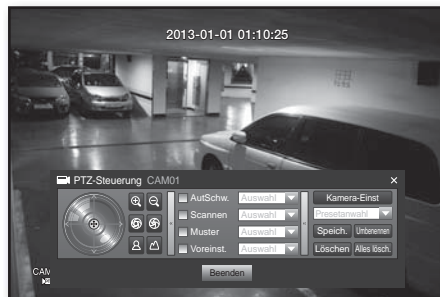 2013-01-01 01:10:25
PTZ-Steuerung CAM01
AutSchw. Auswahl Kamera-Einst
Scannen Auswahl Presetanwahl
Muster Auswahl Speich. Umbenennen
Voreinst. Auswahl Löschen Alles lösch.
CAM
Beenden